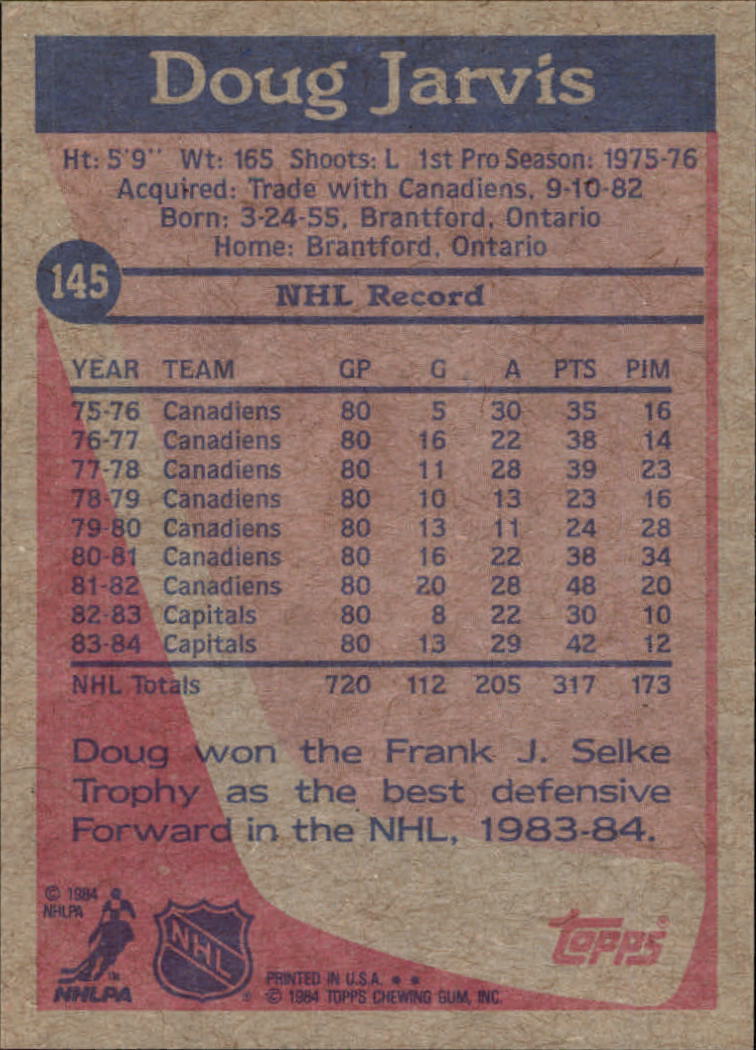 Doug Jarvis
Ht: 5'9" Wt: 165 Shoots: L 1st Pro Season: 1975-76
Acquired: Trade with Canadiens, 9-10-82
Born: 3-24-55, Brantford, Ontario
Home: Brantford, Ontario
145
NHL Record
YEAR TEAM GP G A PTS PIM
75-76 Canadiens 80 5 30 35 16
76-77 Canadiens 80 16 22 38 14
77-78 Canadiens 80 11 28 39 23
78-79 Canadiens 80 10 13 23 16
79-80 Canadiens 80 13 11 24 28
80-81 Canadiens 80 16 22 38 34
81-82 Canadiens 80 20 28 48 20
82-83 Capitals 80 8 22 30 10
83-84 Capitals 80 13 29 42 12
NHL Totals 720 112 205 317 173
Doug won the Frank J. Selke
Trophy as the best defensive
Forward in the NHL, 1983-84.
© 1984
NHLPA
NHLPA
NHL
topps
PRINTED IN U.S.A. * *
© 1984 TOPPS CHEWING GUM, INC.